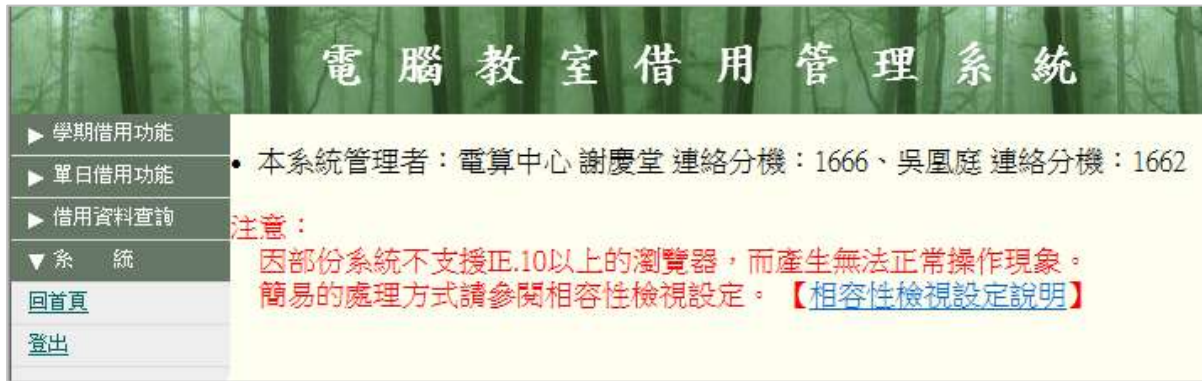 電腦教室借用管理系統
▶ 學期借用功能
▶ 單日借用功能
▶ 借用資料查詢
▼系 統
回首頁
登出
• 本系統管理者：電算中心 謝慶堂 連絡分機：1666、吳凰庭 連絡分機：1662
注意：
因部份系統不支援IE.10以上的瀏覽器，而產生無法正常操作現象。
簡易的處理方式請參閱相容性檢視設定。【相容性檢視設定說明】